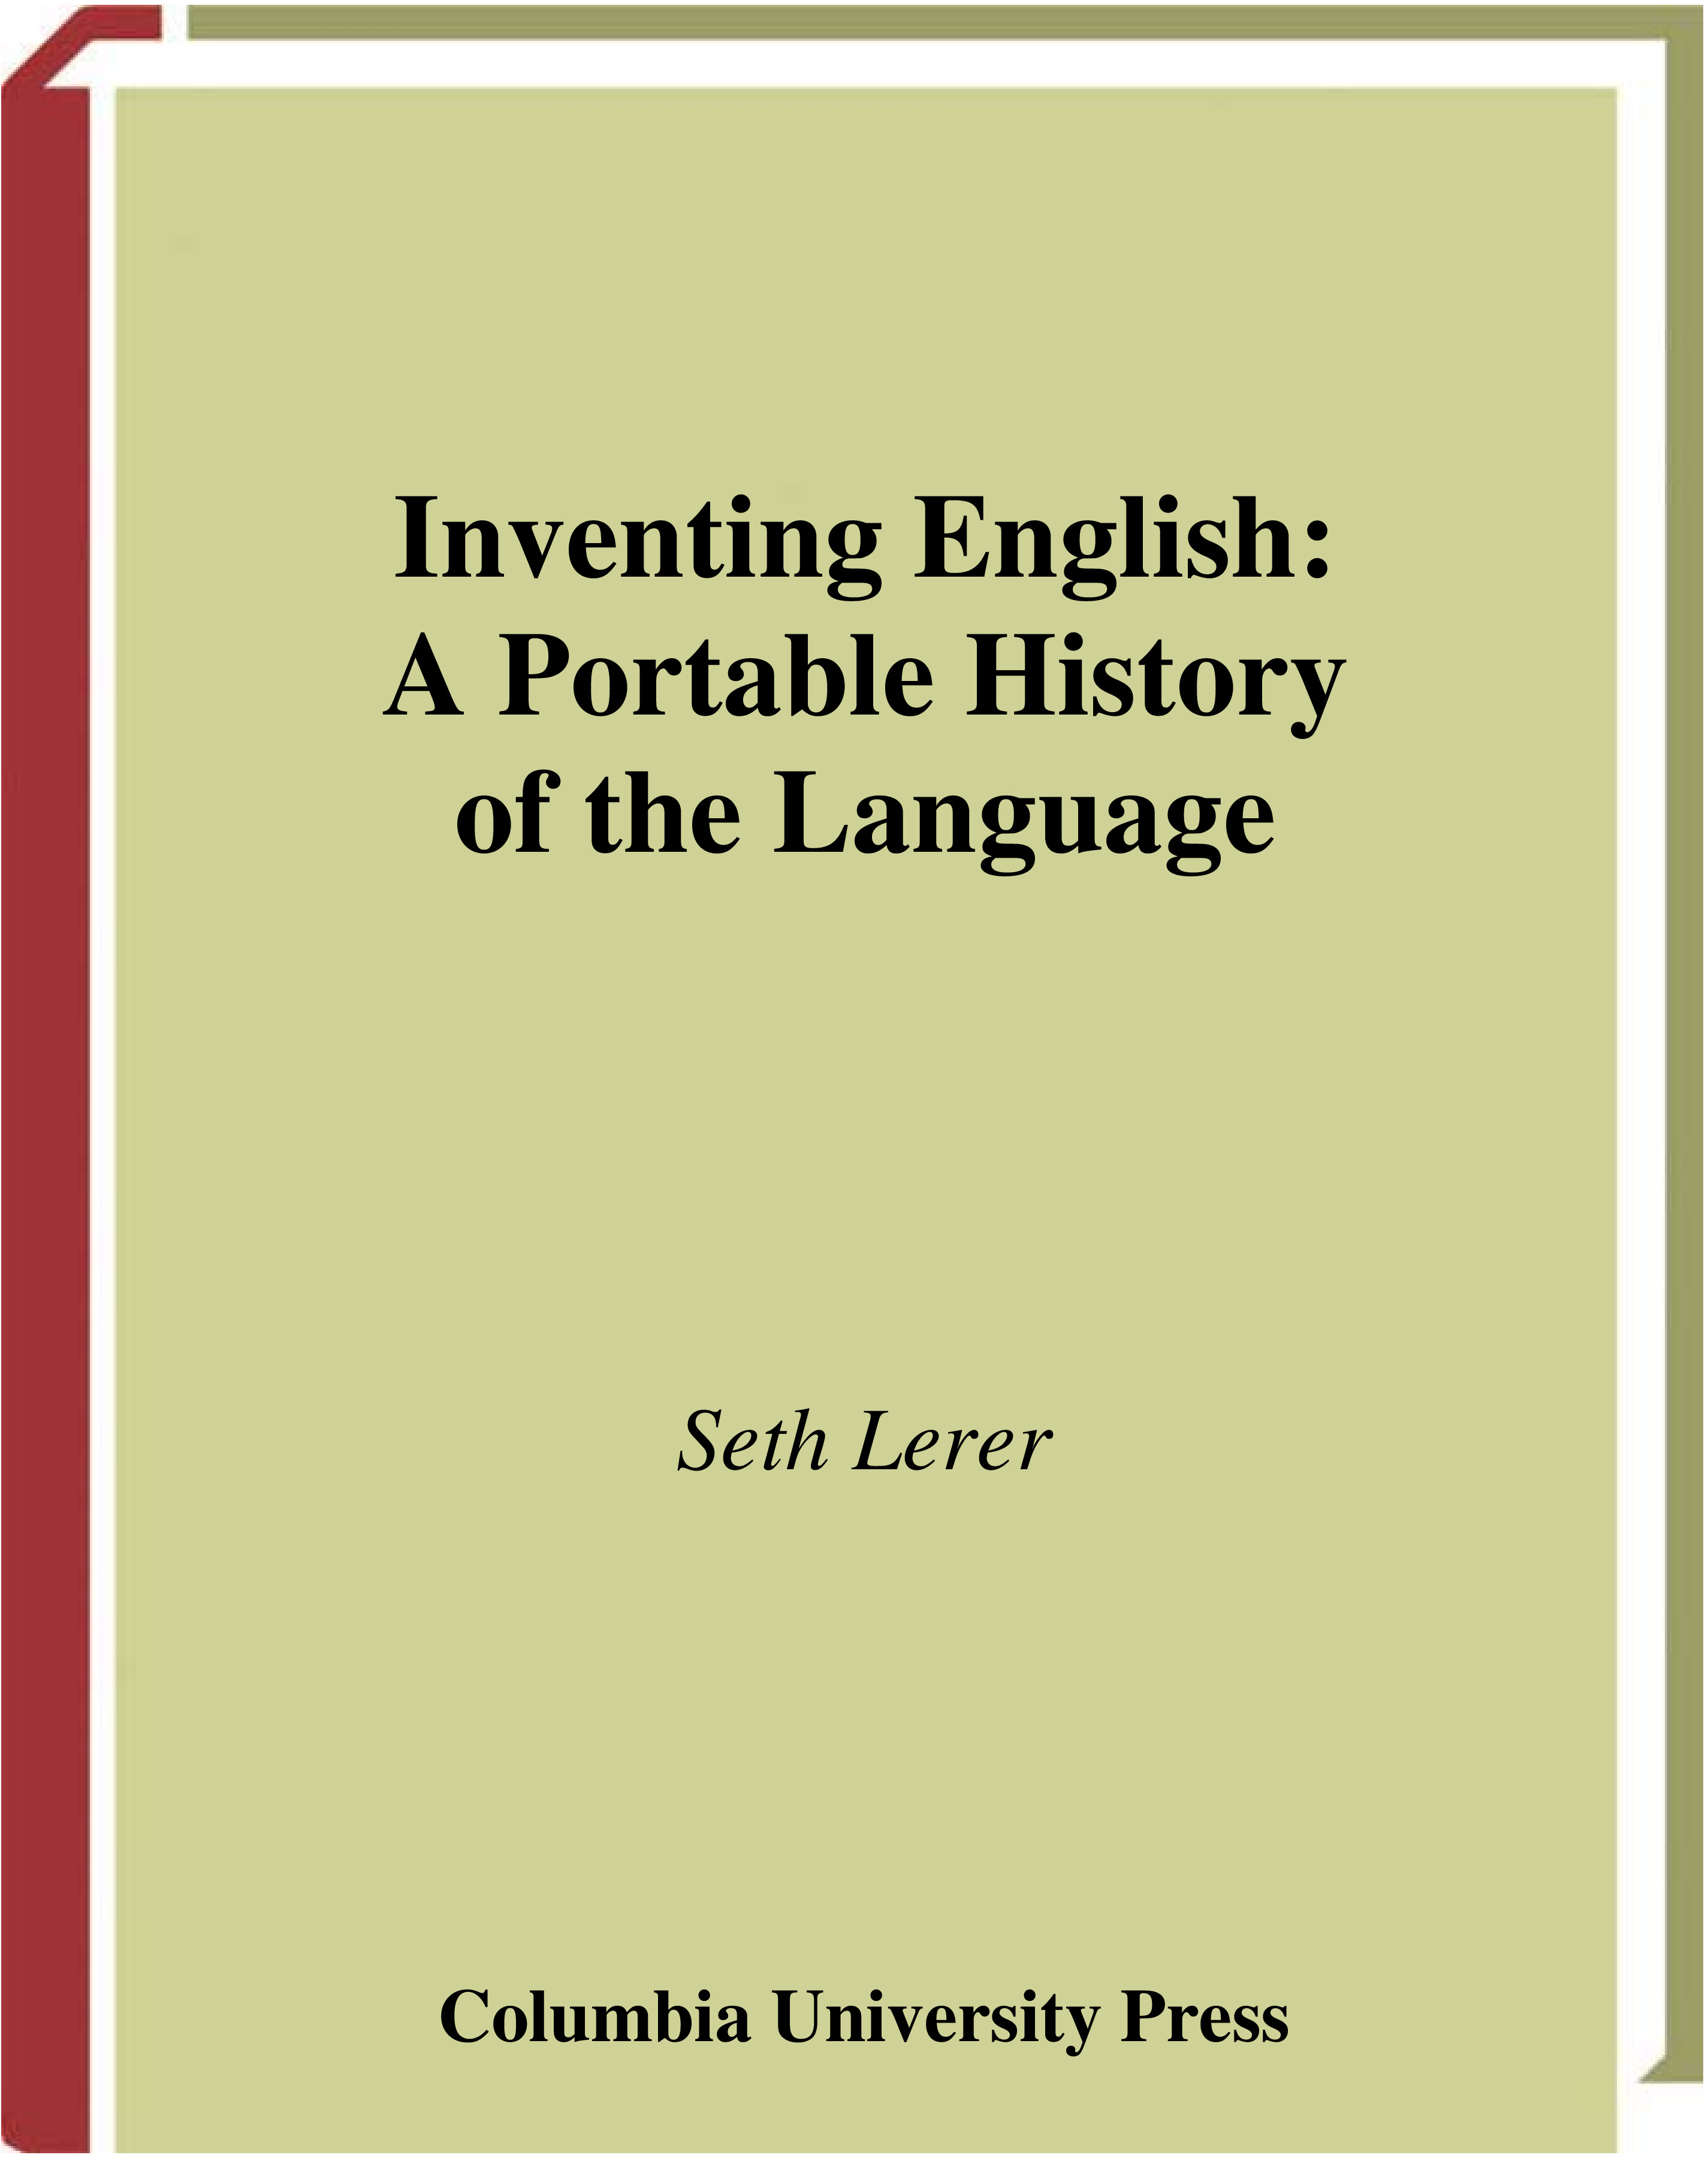 Inventing English:
A Portable History
of the Language
Seth Lerer
Columbia University Press